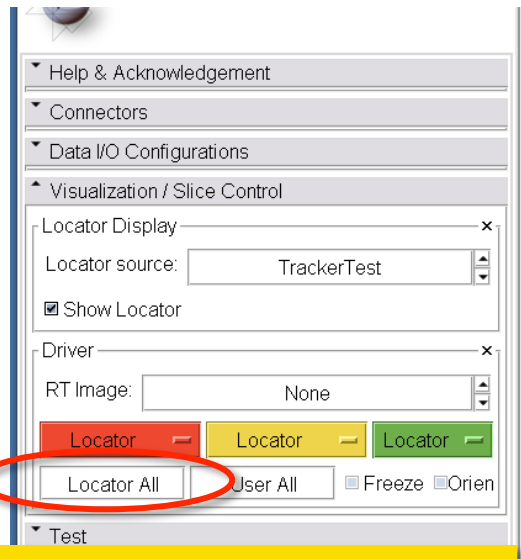 Help & Acknowledgement
Connectors
Data I/O Configurations
Visualization / Slice Control
Locator Display
Locator source: TrackerTest
Show Locator
Driver
RT Image: None
Locator Locator Locator
Locator All User All Freeze Orien
Test